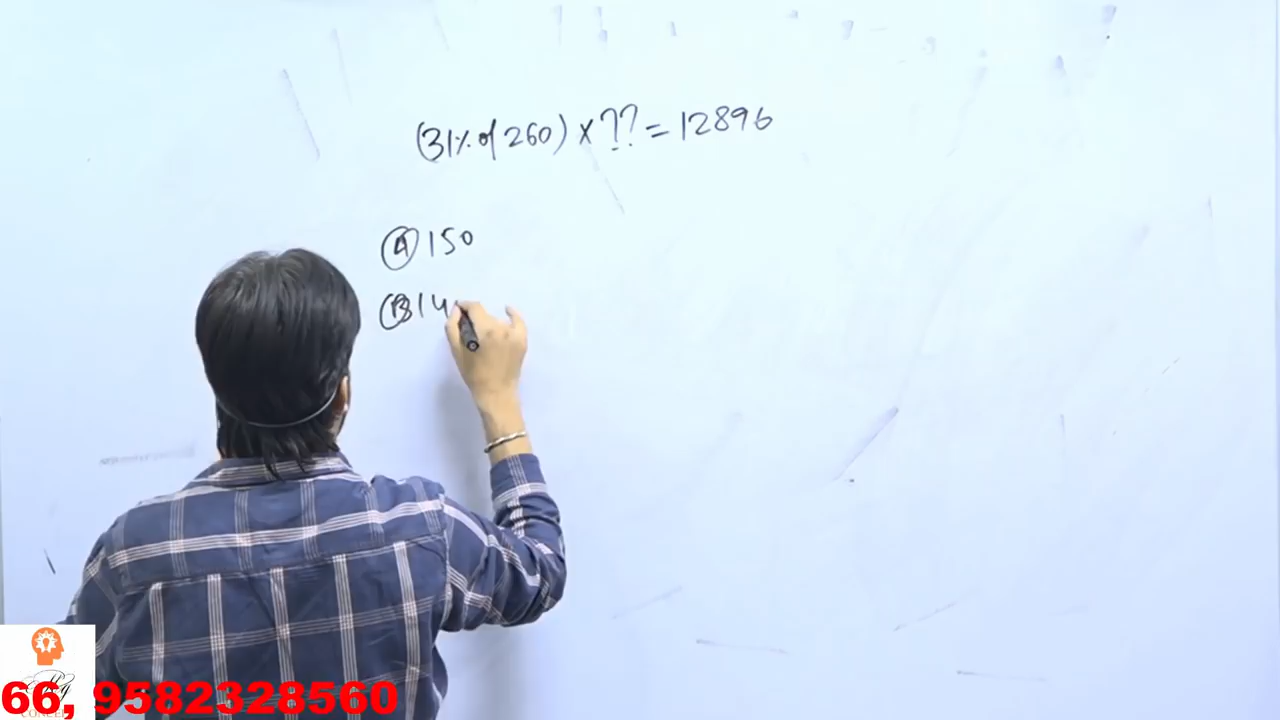 (31% of 260) × ?? = 12896
(A) 150
(B) 14
66, 9582328560